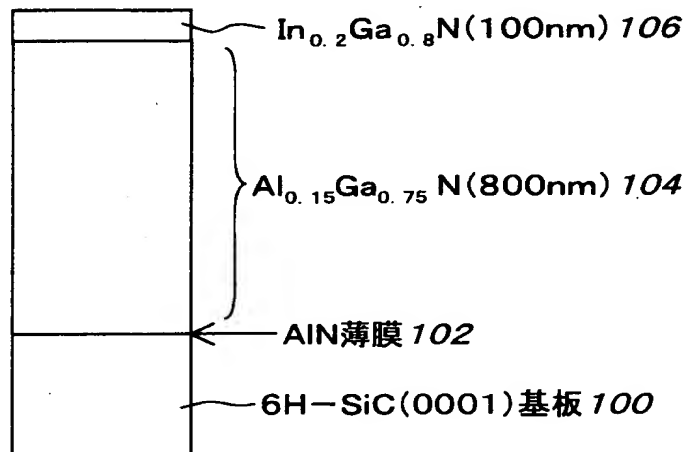 In0.2Ga0.8N(100nm) 106
Al0.15Ga0.75N(800nm) 104
AlN薄膜 102
6H-SiC(0001)基板 100